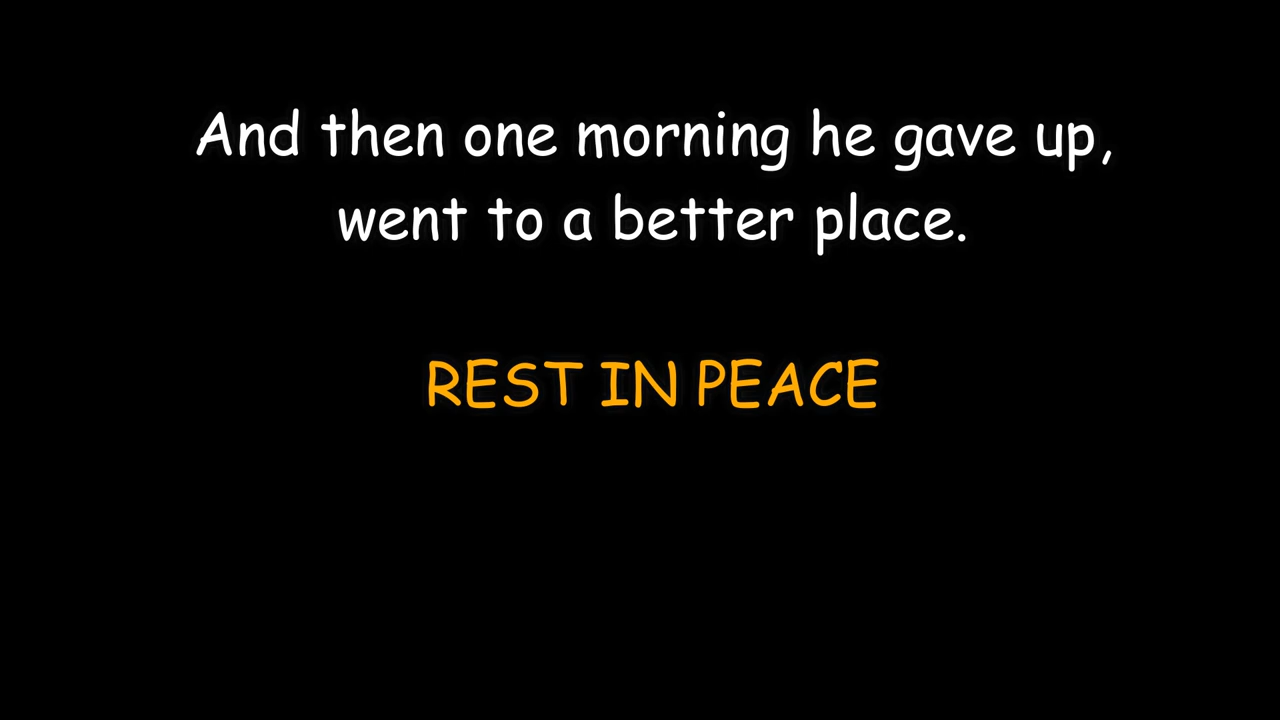 And then one morning he gave up,
went to a better place.
REST IN PEACE